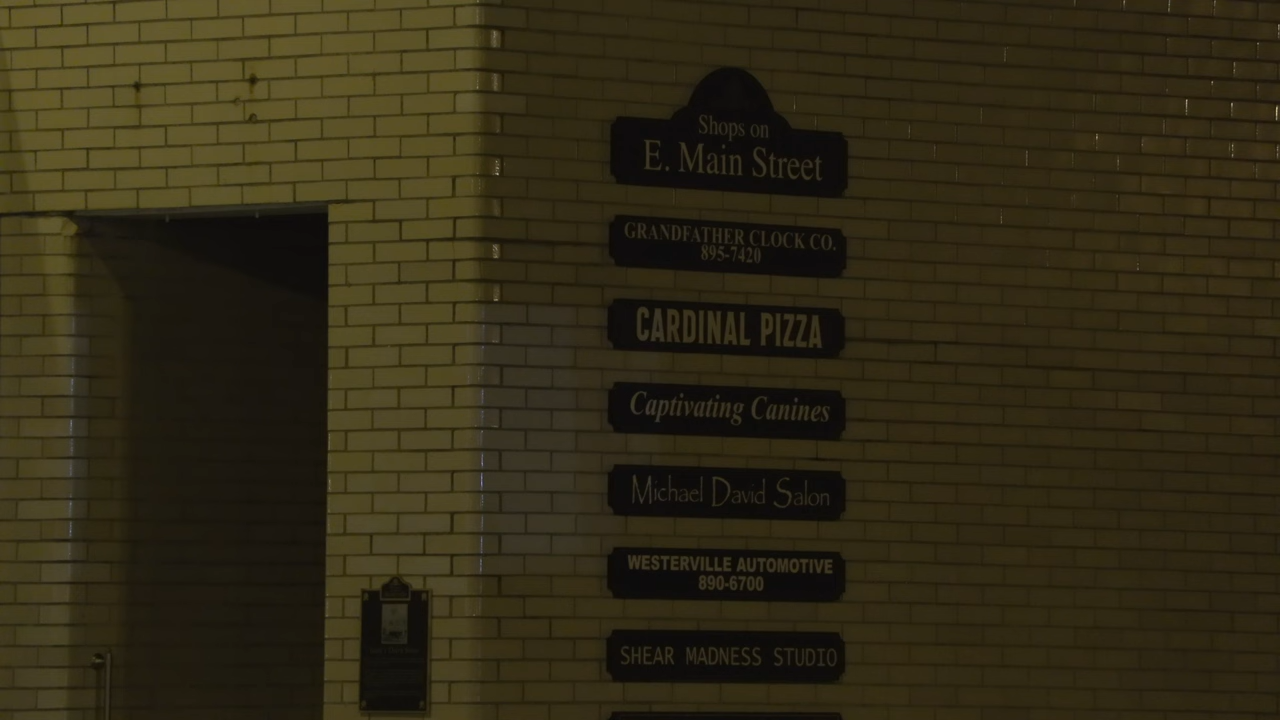 Shops on
E. Main Street
GRANDFATHER CLOCK CO.
895-7420
CARDINAL PIZZA
Captivating Canines
Michael David Salon
WESTERVILLE AUTOMOTIVE
890-6700
SHEAR MADNESS STUDIO